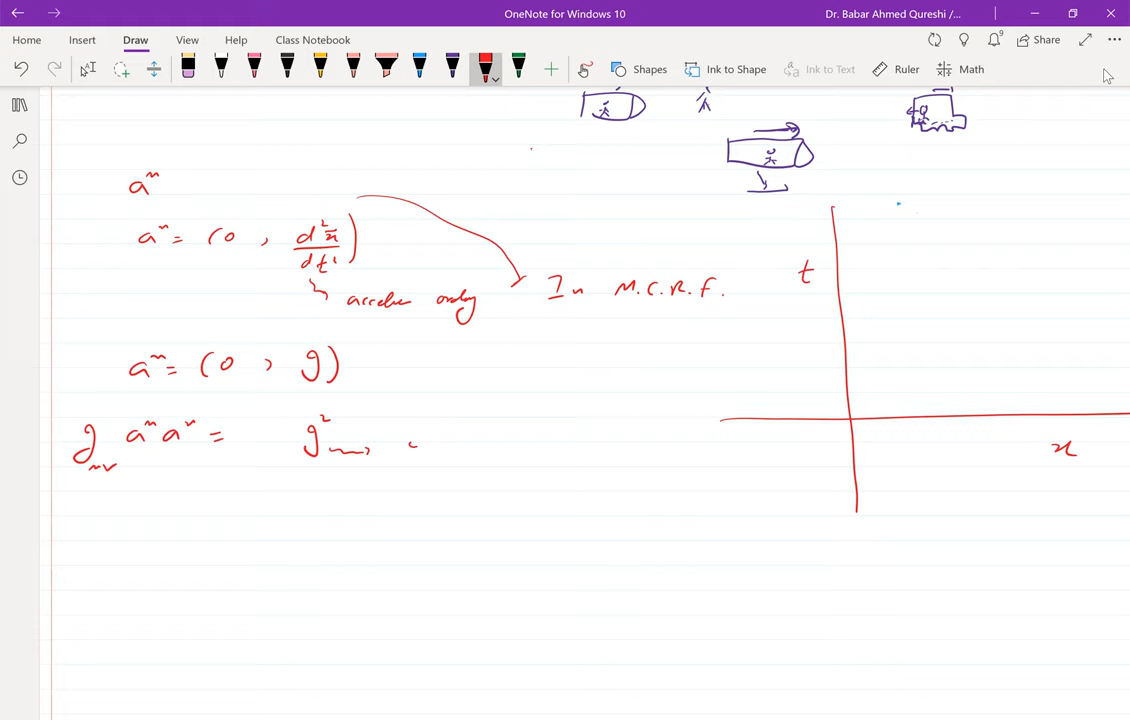 OneNote for Windows 10
Dr. Babar Ahmed Qureshi /...
Home Insert Draw View Help Class Notebook
9 Share
Shapes Ink to Shape Ink to Text Ruler Math
a^μ
a^μ = (0 , d²x̄/dt²)
only In M.C.R.F.
t
a^μ = (0 , g)
g_μν a^μ a^ν = g²
x